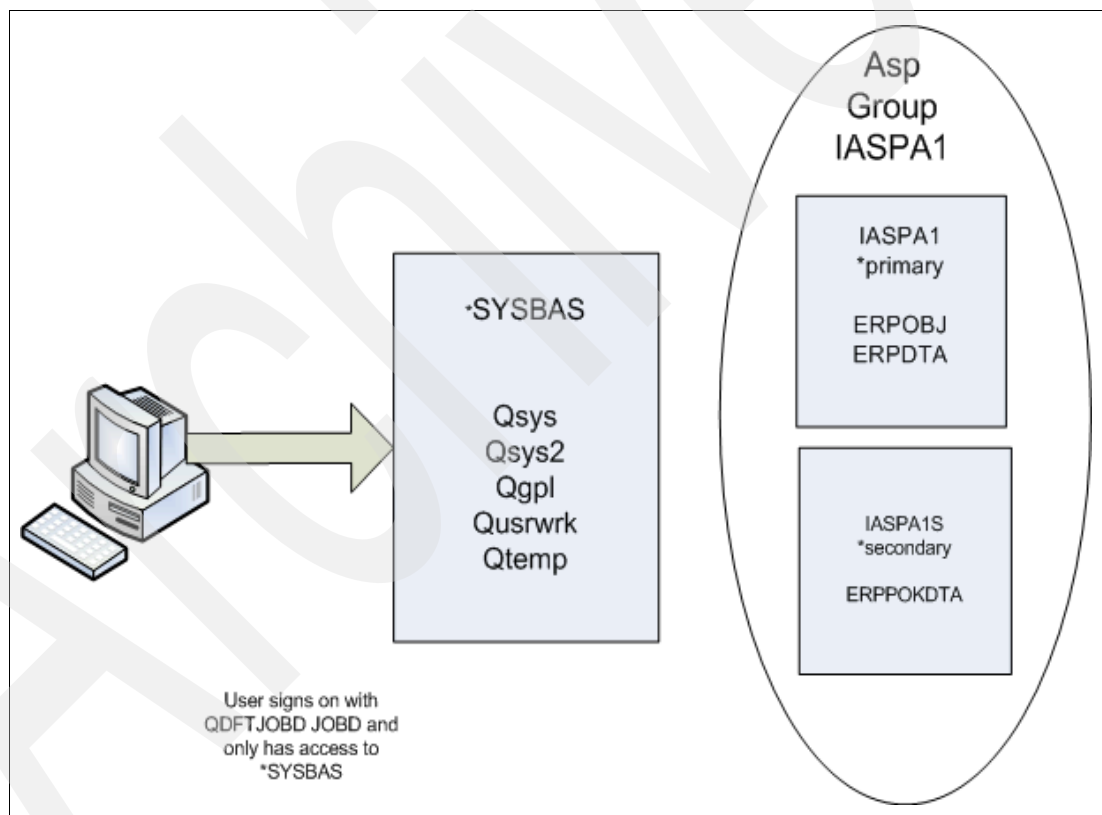 Asp
Group
IASPA1
IASPA1
*primary
ERPOBJ
ERPDTA
*SYSBAS
Qsys
Qsys2
Qgpl
Qusrwrk
Qtemp
IASPA1S
*secondary
ERPPOKDTA
User signs on with
QDFTJOBD JOBD and
only has access to
*SYSBAS